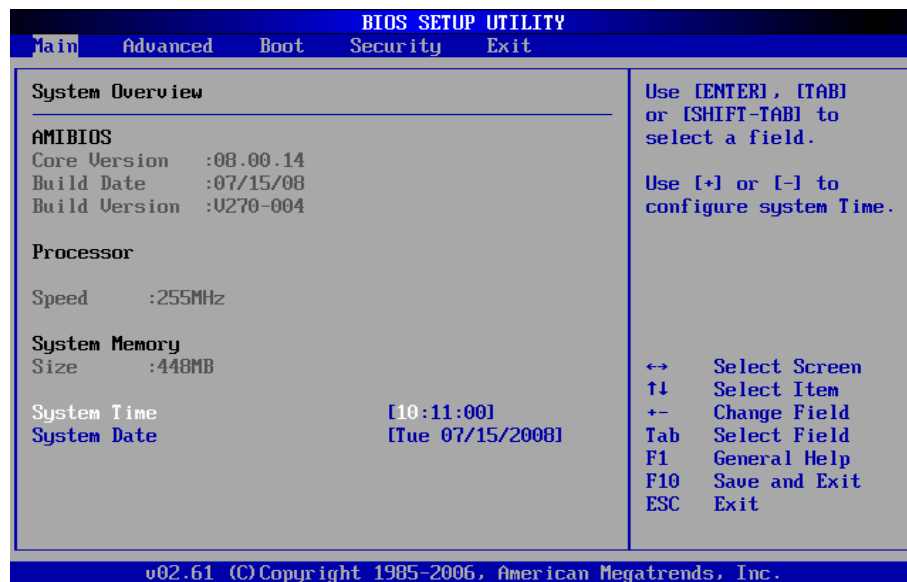 BIOS SETUP UTILITY
Main Advanced Boot Security Exit
System Overview
AMIBIOS
Core Version :08.00.14
Build Date :07/15/08
Build Version :V270-004
Processor
Speed :255MHz
System Memory
Size :448MB
System Time [10:11:00]
System Date [Tue 07/15/2008]
Use [ENTER], [TAB]
or [SHIFT-TAB] to
select a field.
Use [+] or [-] to
configure system Time.
←→ Select Screen
↑↓ Select Item
+- Change Field
Tab Select Field
F1 General Help
F10 Save and Exit
ESC Exit
v02.61 (C)Copyright 1985-2006, American Megatrends, Inc.